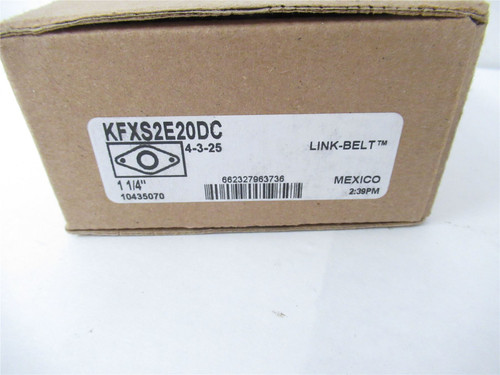 KFXS2E20DC
4-3-25
LINK-BELT™
1 1/4"
662327963736
MEXICO
10435070
2:39PM